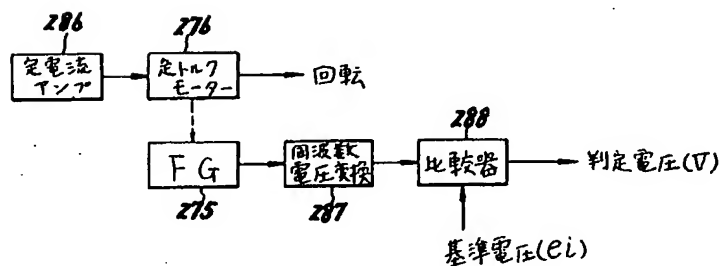 286
276
定電流
アンプ
定トルク
モーター
回転
288
FG
周波数
電圧変換
比較器
判定電圧(V)
275
287
基準電圧(ei)